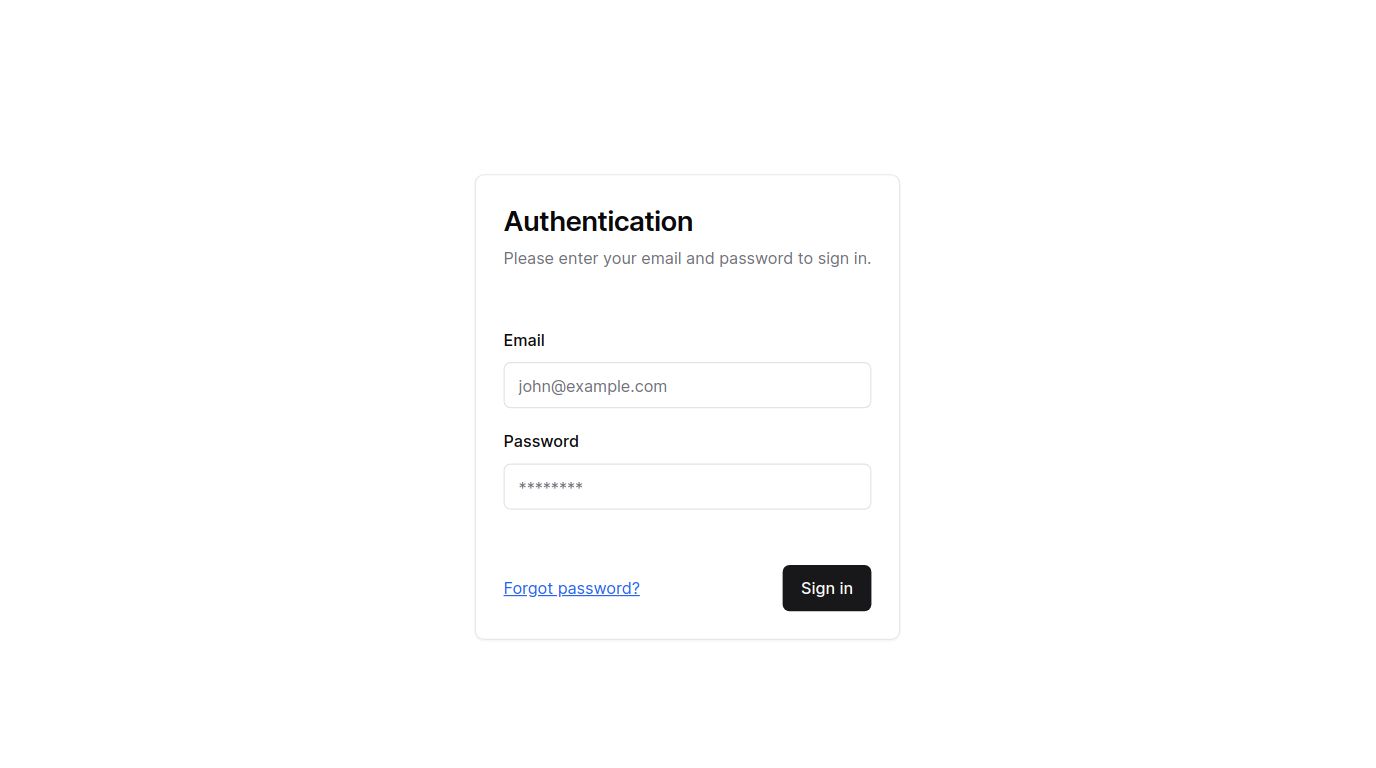 Authentication
Please enter your email and password to sign in.
Email
john@example.com
Password
********
Forgot password?
Sign in